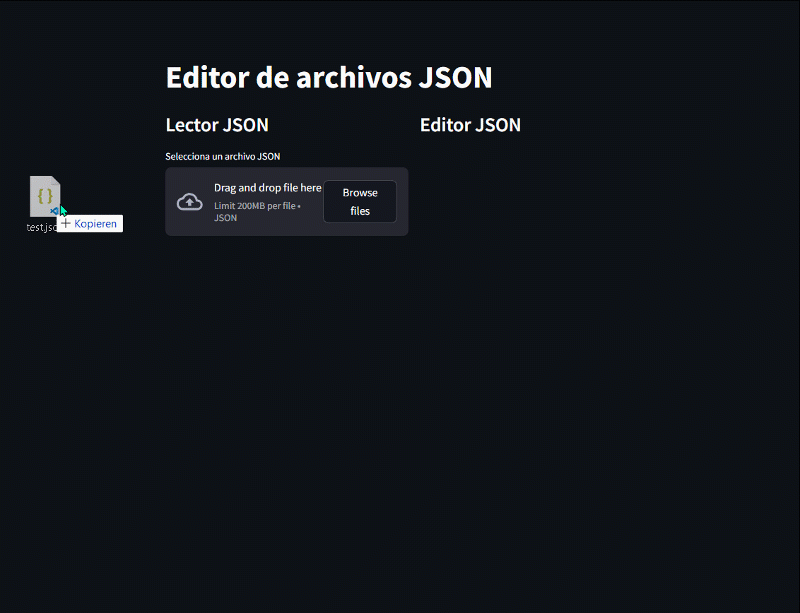 Editor de archivos JSON
Lector JSON
Editor JSON
Selecciona un archivo JSON
Drag and drop file here
Limit 200MB per file •
JSON
Browse
files
{ }
+ Kopieren